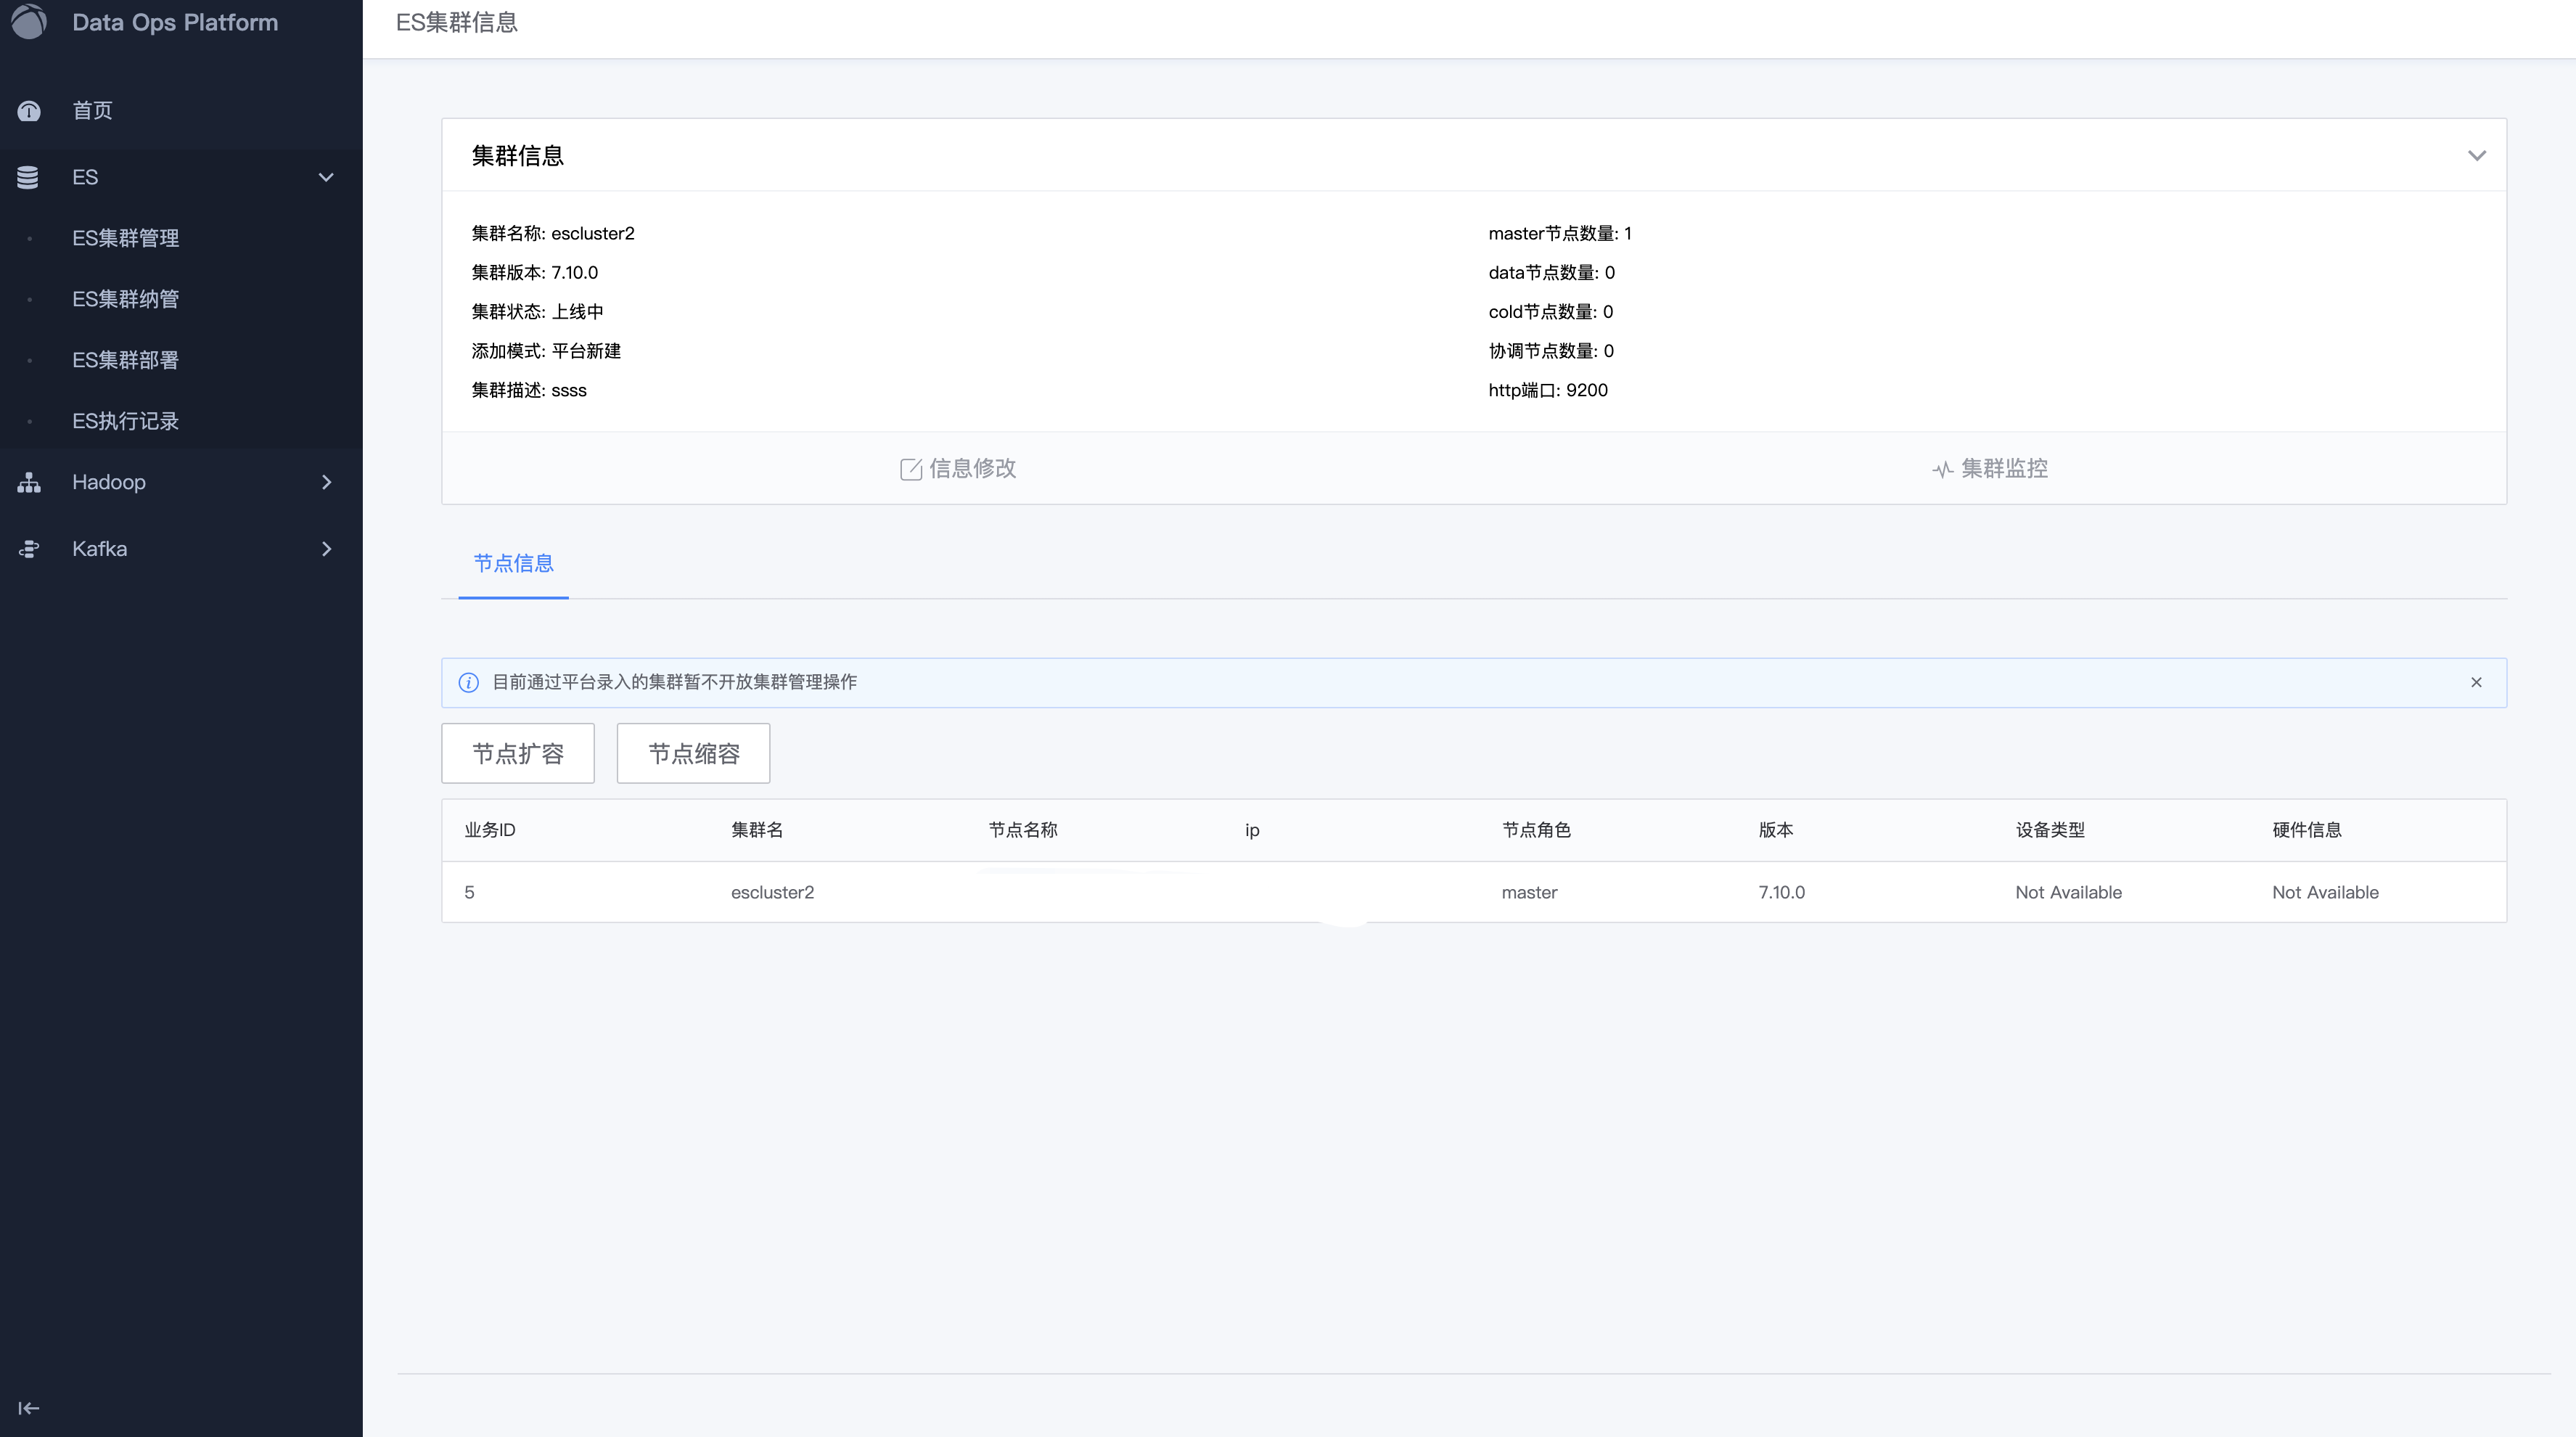 Data Ops Platform
首页
ES
ES集群管理
ES集群纳管
ES集群部署
ES执行记录
Hadoop
Kafka
ES集群信息
集群信息
集群名称: escluster2
master节点数量: 1
集群版本: 7.10.0
data节点数量: 0
集群状态: 上线中
cold节点数量: 0
添加模式: 平台新建
协调节点数量: 0
集群描述: ssss
http端口: 9200
信息修改 集群监控
节点信息
目前通过平台录入的集群暂不开放集群管理操作
节点扩容 节点缩容
业务ID 集群名 节点名称 ip 节点角色 版本 设备类型 硬件信息
5 escluster2 master 7.10.0 Not Available Not Available